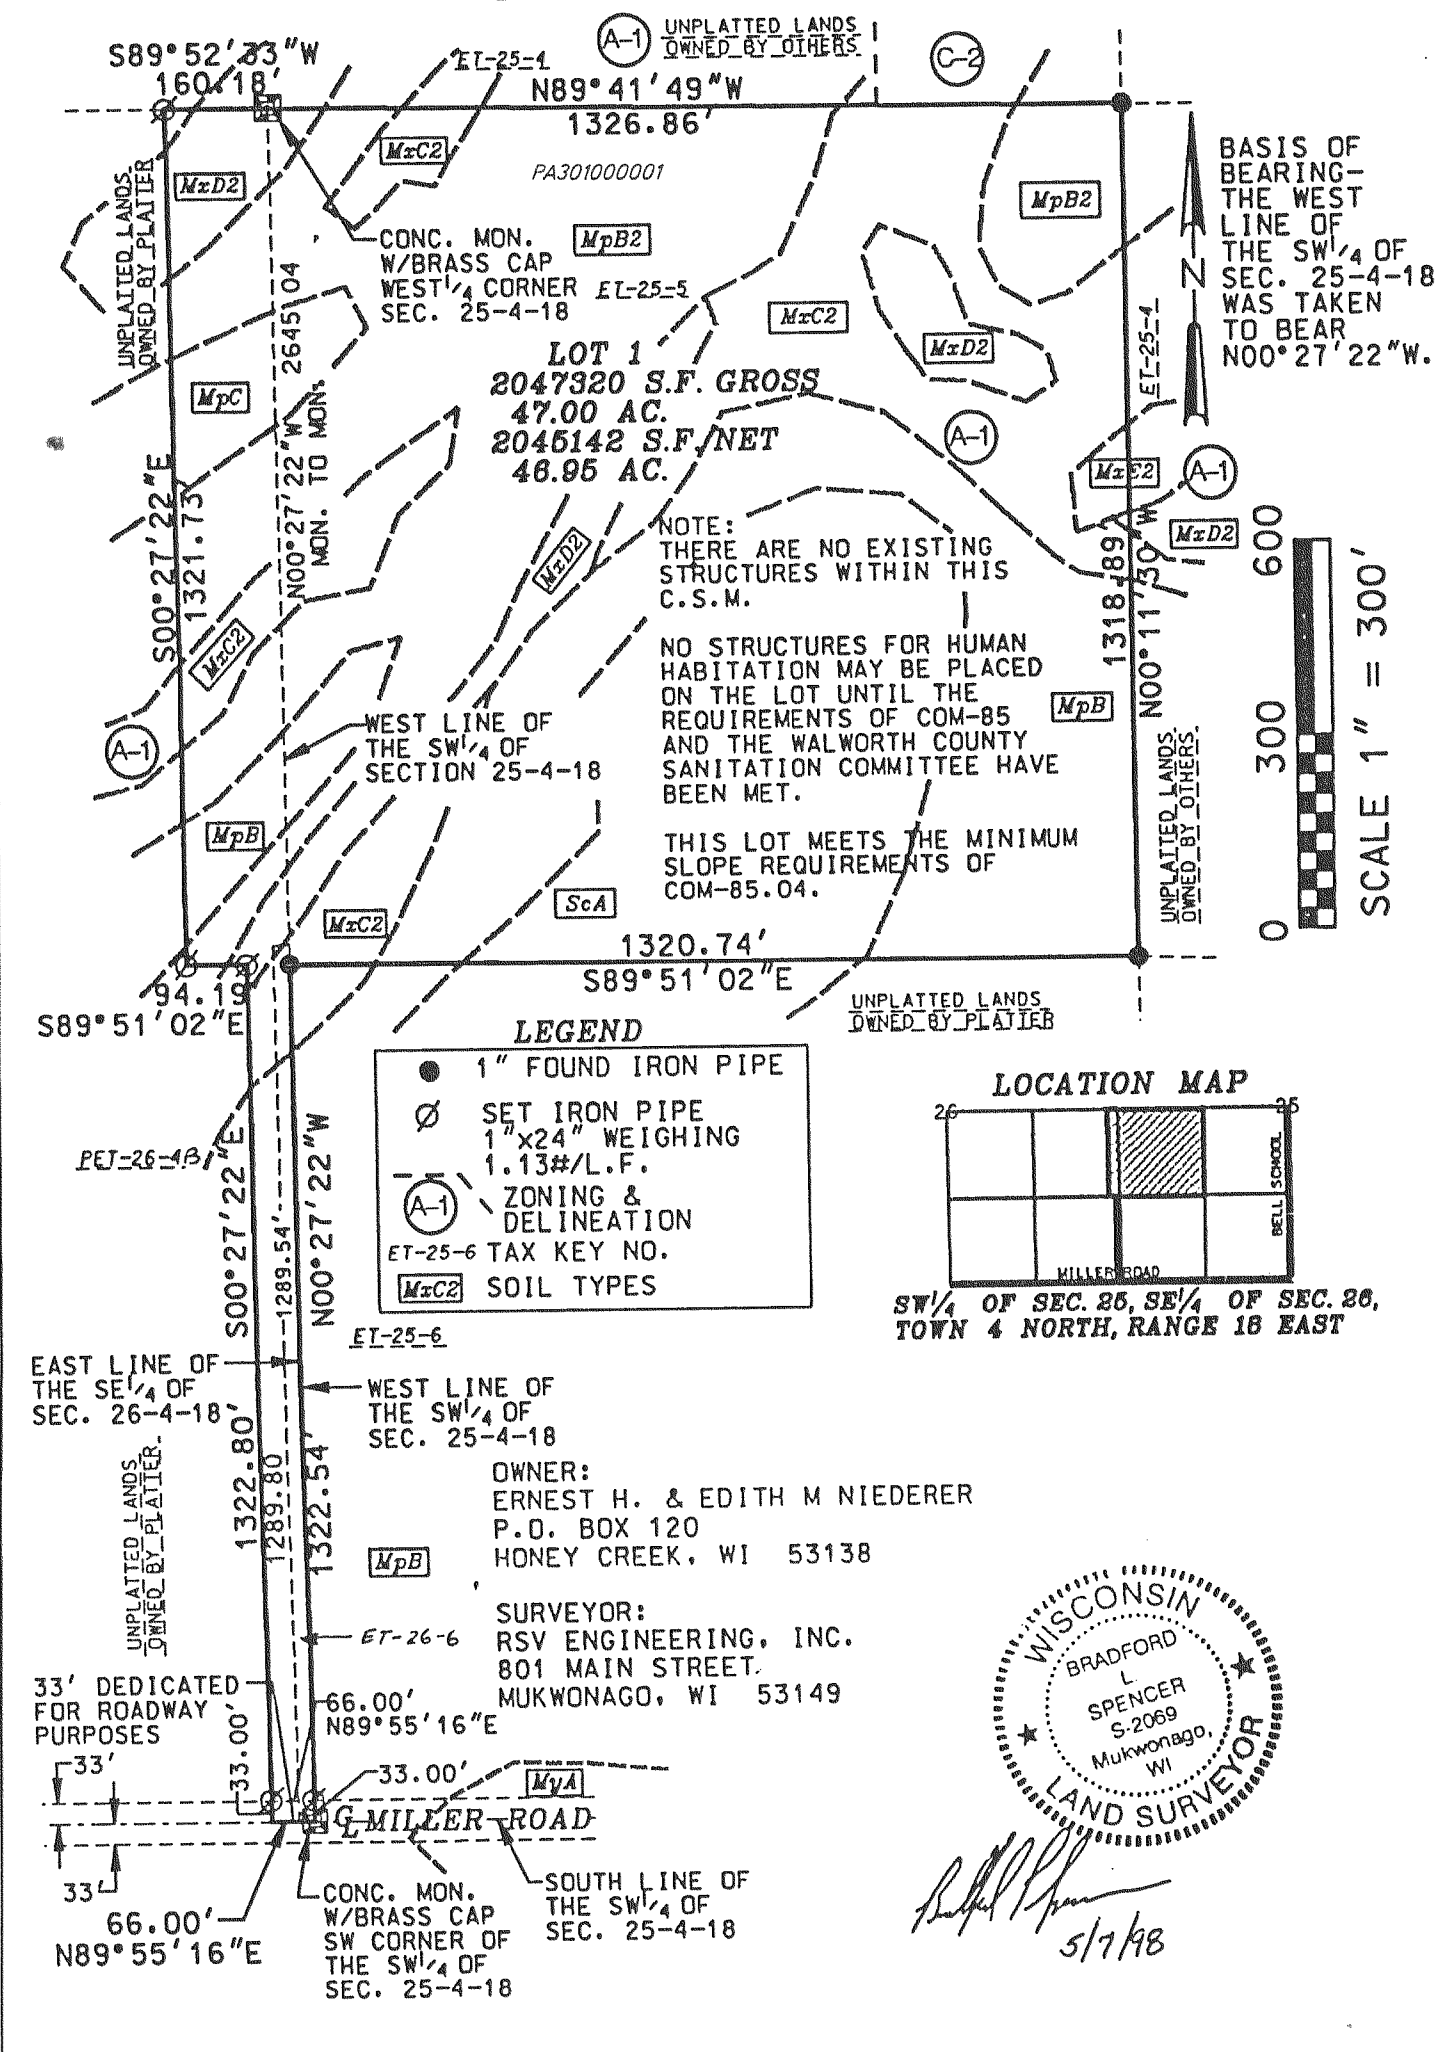 A-1
UNPLATTED LANDS
OWNED BY OTHERS
C-2
S89°52'33"W
160.18'
ET-25-4
N89°41'49"W
1326.86'
MxC2
PA301000001
MxD2
MpB2
MpB2
UNPLATTED LANDS
OWNED BY PLATTER
BASIS OF
BEARING-
THE WEST
LINE OF
THE SW1/4 OF
SEC. 25-4-18
WAS TAKEN
TO BEAR
N00°27'22"W.
N
CONC. MON.
W/BRASS CAP
WEST 1/4 CORNER
SEC. 25-4-18
ET-25-5
MxC2
MxD2
ET-25-4
2645.04
N00°27'22"W
MON. TO MON.
MpC
LOT 1
2047320 S.F. GROSS
47.00 AC.
2045142 S.F. NET
46.95 AC.
A-1
MxE2
A-1
MxD2
S00°27'22"E
1321.73'
MxD2
MxC2
NOTE:
THERE ARE NO EXISTING
STRUCTURES WITHIN THIS
C.S.M.
NO STRUCTURES FOR HUMAN
HABITATION MAY BE PLACED
ON THE LOT UNTIL THE
REQUIREMENTS OF COM-85
AND THE WALWORTH COUNTY
SANITATION COMMITTEE HAVE
BEEN MET.
THIS LOT MEETS THE MINIMUM
SLOPE REQUIREMENTS OF
COM-85.04.
1318.89'
N00°11'30"W
MpB
UNPLATTED LANDS
OWNED BY OTHERS
600
300
0
SCALE 1" = 300'
A-1
WEST LINE OF
THE SW1/4 OF
SECTION 25-4-18
MpB
MxC2
ScA
1320.74'
S89°51'02"E
94.19
S89°51'02"E
UNPLATTED LANDS
OWNED BY PLATTER
LEGEND
1" FOUND IRON PIPE
SET IRON PIPE
1"x24" WEIGHING
1.13#/L.F.
A-1 ZONING &
DELINEATION
ET-25-6 TAX KEY NO.
MxC2 SOIL TYPES
LOCATION MAP
26 25
BELL SCHOOL
MILLER ROAD
SW1/4 OF SEC. 25, SE1/4 OF SEC. 26,
TOWN 4 NORTH, RANGE 18 EAST
PET-26-4B
S00°27'22"E
1289.54'
N00°27'22"W
ET-25-6
EAST LINE OF
THE SE1/4 OF
SEC. 26-4-18
WEST LINE OF
THE SW1/4 OF
SEC. 25-4-18
1322.80'
1289.80
1322.54'
UNPLATTED LANDS
OWNED BY PLATTER.
MpB
OWNER:
ERNEST H. & EDITH M NIEDERER
P.O. BOX 120
HONEY CREEK, WI 53138
SURVEYOR:
RSV ENGINEERING, INC.
801 MAIN STREET
MUKWONAGO, WI 53149
ET-26-6
33' DEDICATED
FOR ROADWAY
PURPOSES
66.00'
N89°55'16"E
33'
33.00'
33.00'
MyA
CL MILLER ROAD
33'
66.00'
N89°55'16"E
CONC. MON.
W/BRASS CAP
SW CORNER OF
THE SW1/4 OF
SEC. 25-4-18
SOUTH LINE OF
THE SW1/4 OF
SEC. 25-4-18
WISCONSIN
BRADFORD
L.
SPENCER
S-2069
Mukwonago,
WI
LAND SURVEYOR
5/7/98